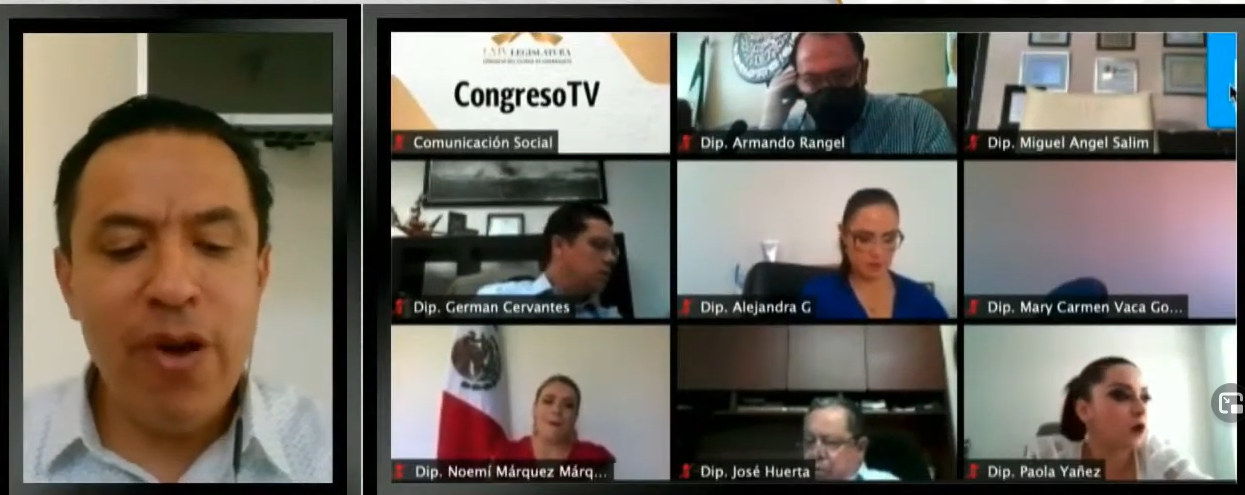 LXIV LEGISLATURA
CongresoTV
Comunicación Social
Dip. Armando Rangel
Dip. Miguel Angel Salim
Dip. German Cervantes
Dip. Alejandra G
Dip. Mary Carmen Vaca Go...
Dip. Noemí Márquez Márq...
Dip. José Huerta
Dip. Paola Yañez